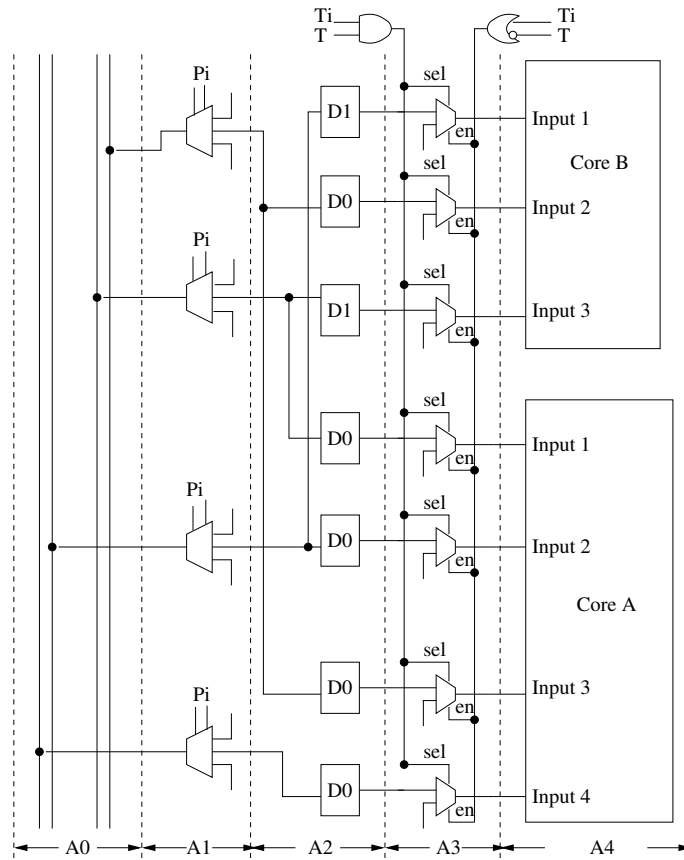 Ti
T
Ti
T
Pi
sel
D1
en
Input 1
Core B
sel
D0
en
Input 2
Pi
sel
D1
en
Input 3
sel
D0
en
Input 1
Pi
sel
D0
en
Input 2
Core A
sel
D0
en
Input 3
Pi
sel
D0
en
Input 4
A0
A1
A2
A3
A4